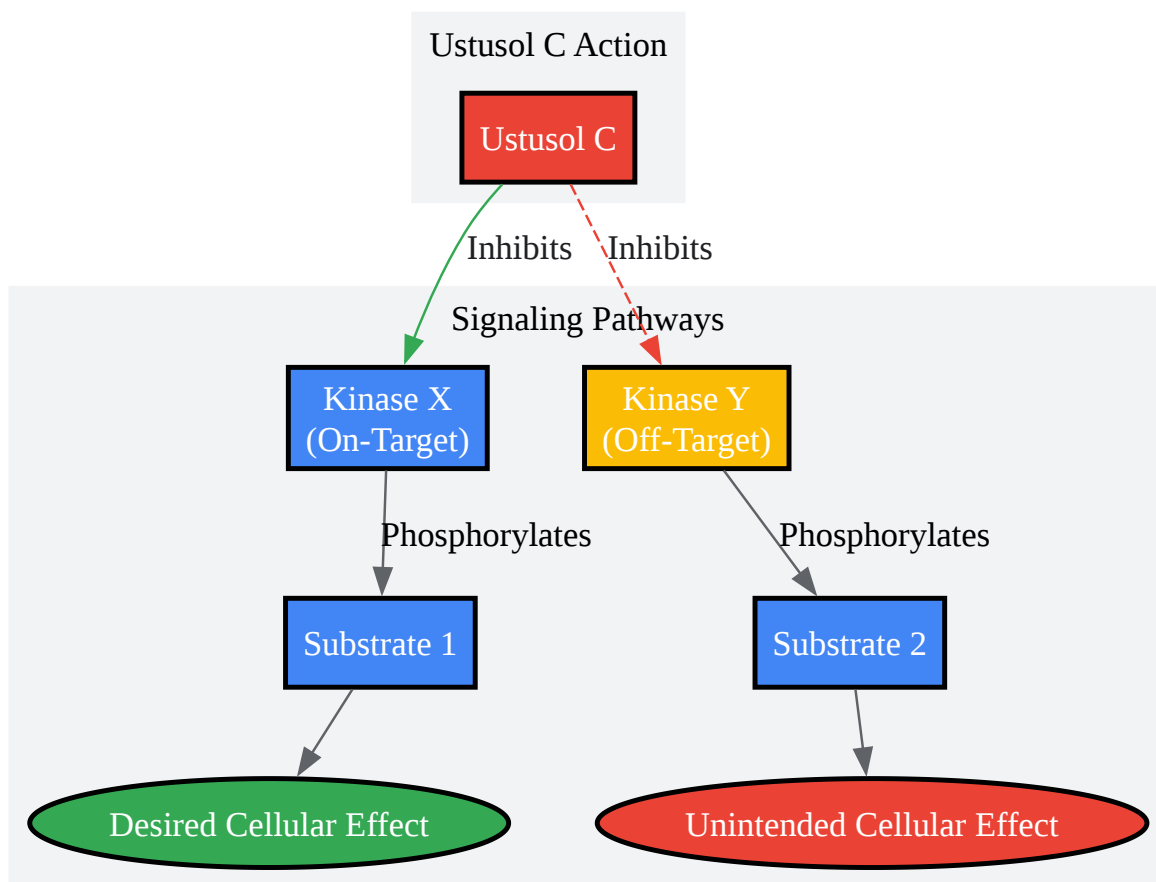 Ustusol C Action
Ustusol C
Inhibits
Inhibits
Signaling Pathways
Kinase X
(On-Target)
Kinase Y
(Off-Target)
Phosphorylates
Phosphorylates
Substrate 1
Substrate 2
Desired Cellular Effect
Unintended Cellular Effect